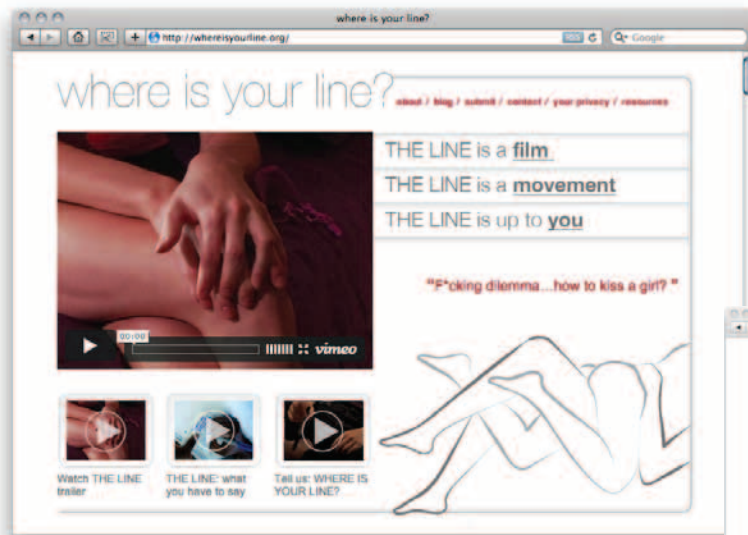 where is your line?
http://whereisyourline.org/
RSS
Google
where is your line?
about / blog / submit / contact / your privacy / resources
THE LINE is a film
THE LINE is a movement
THE LINE is up to you
"F*cking dilemma...how to kiss a girl?"
00:00
vimeo
Watch THE LINE
trailer
THE LINE: what
you have to say
Tell us: WHERE IS
YOUR LINE?